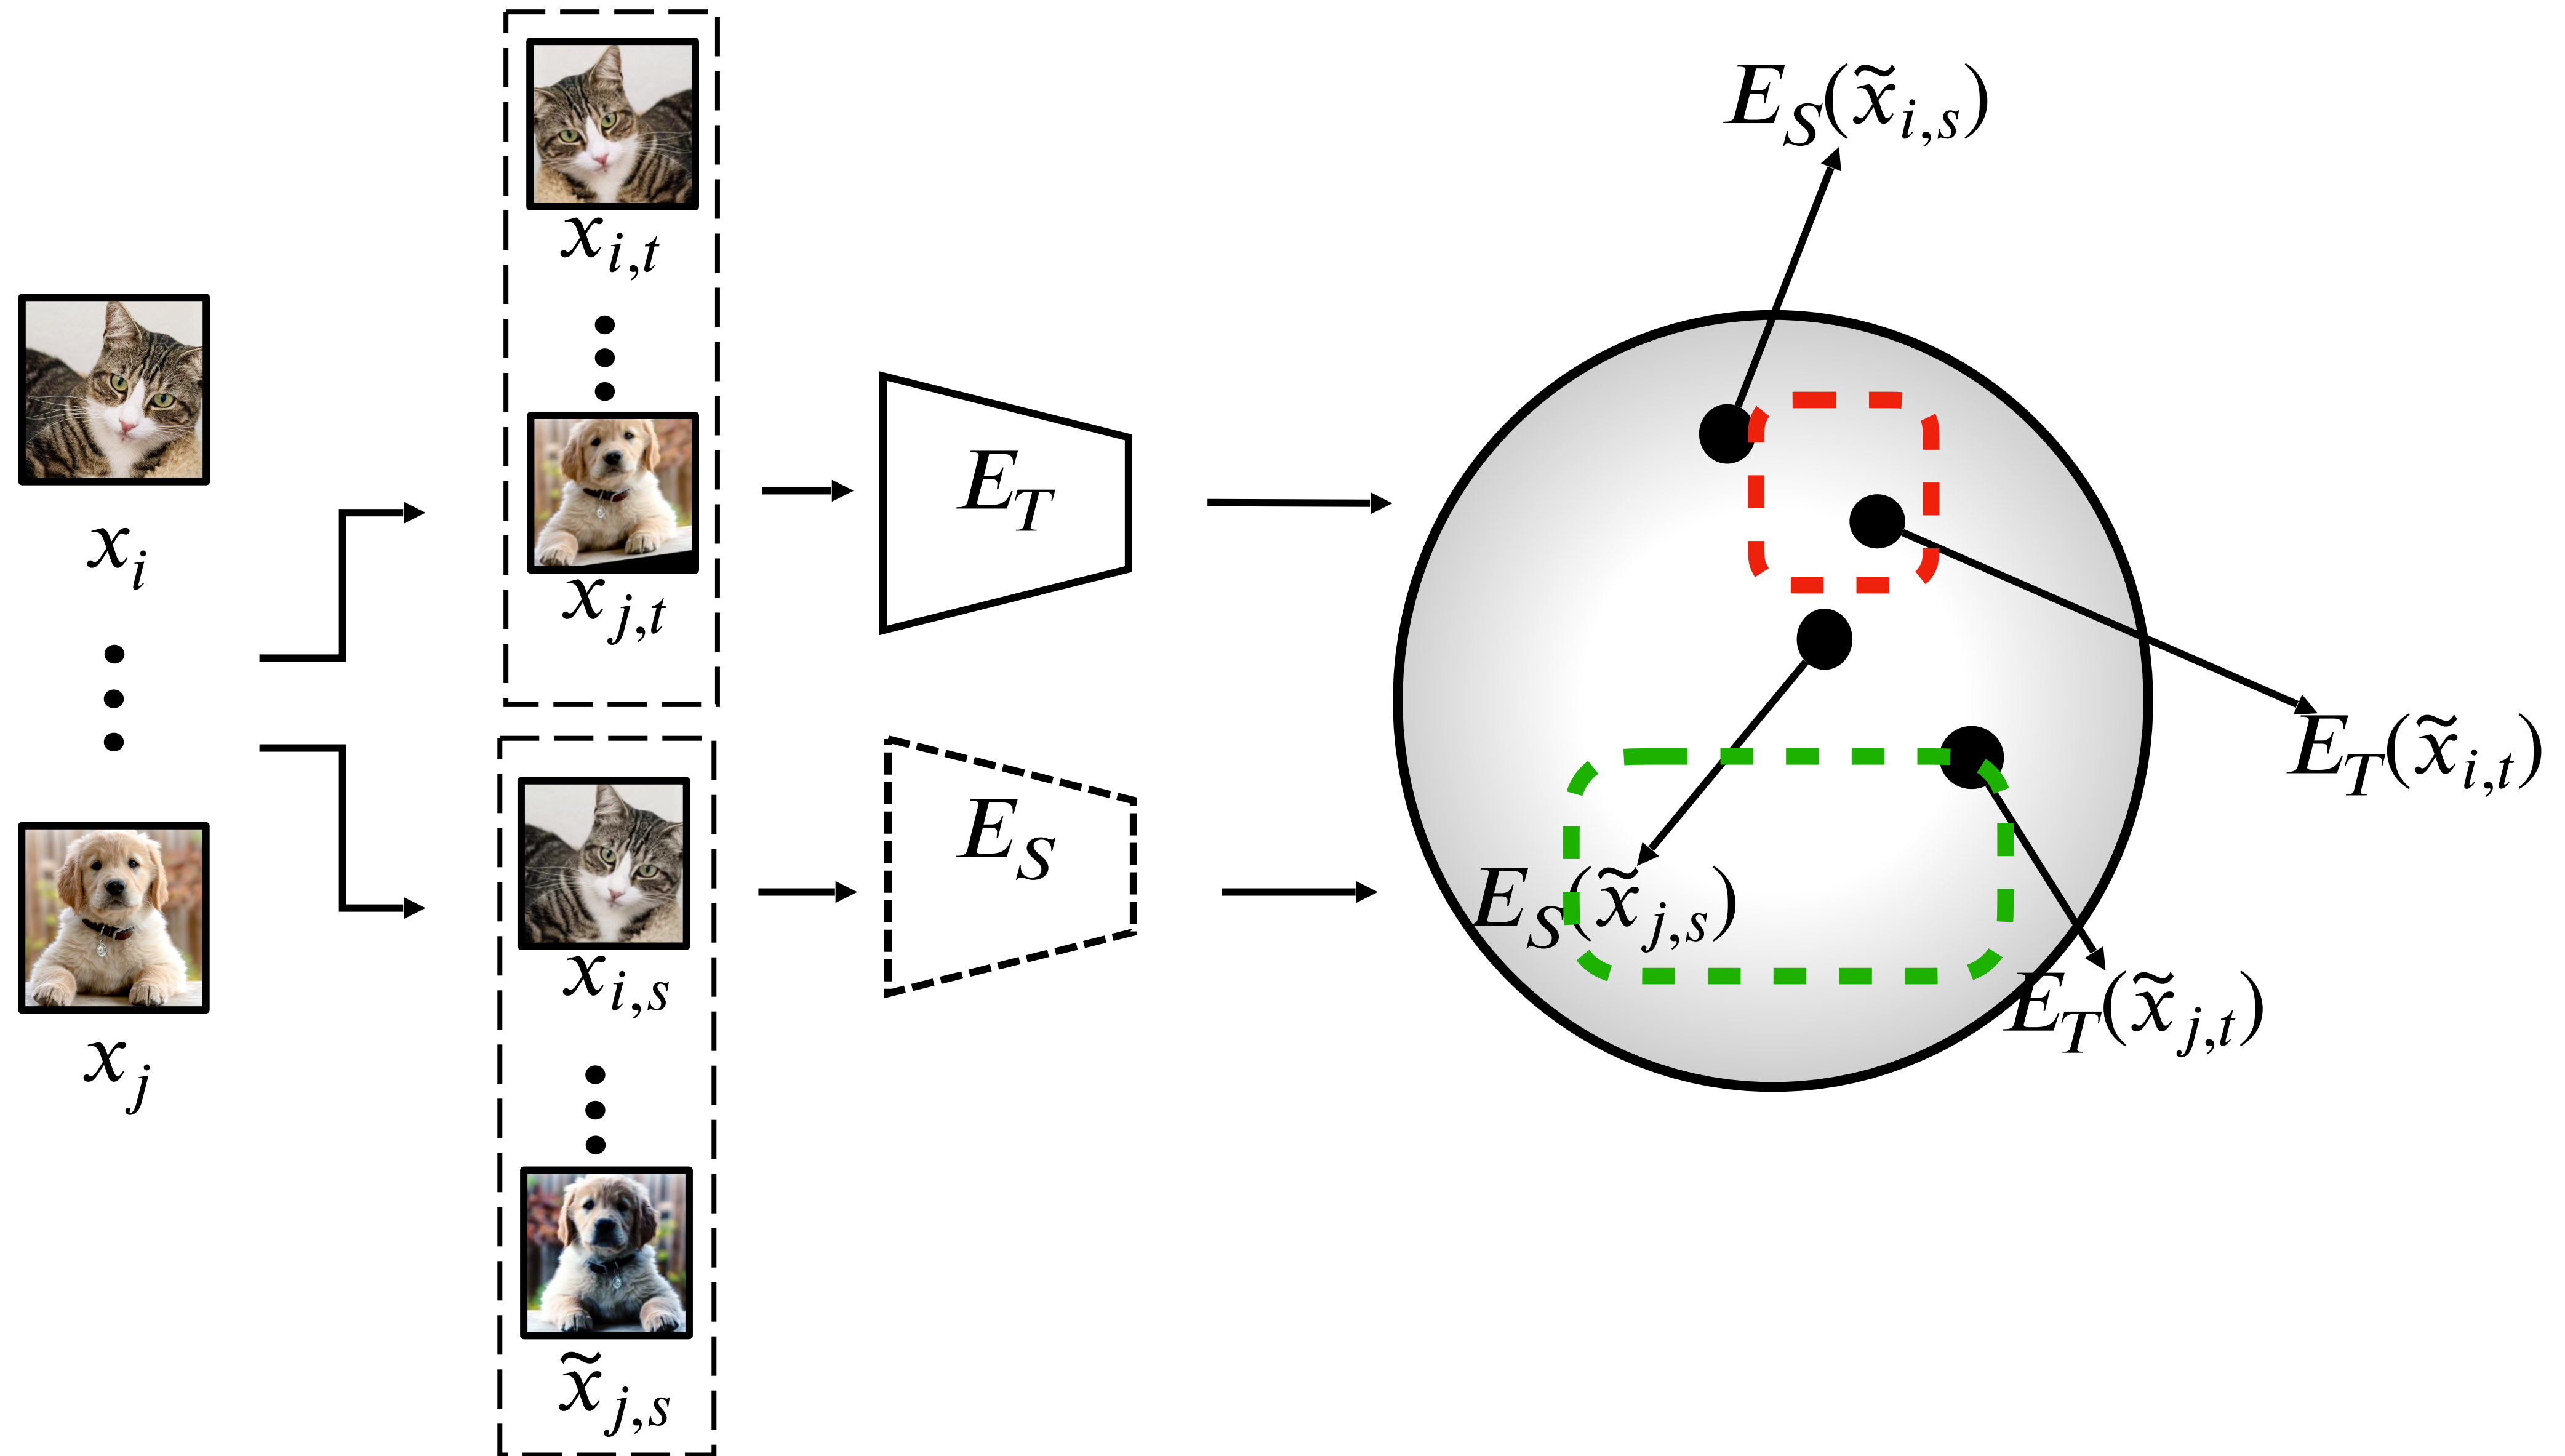 x_i
x_j
x_{i,t}
x_{j,t}
x_{i,s}
x̃_{j,s}
E_T
E_S
E_S(x̃_{i,s})
E_T(x̃_{i,t})
E_S(x̃_{j,s})
E_T(x̃_{j,t})